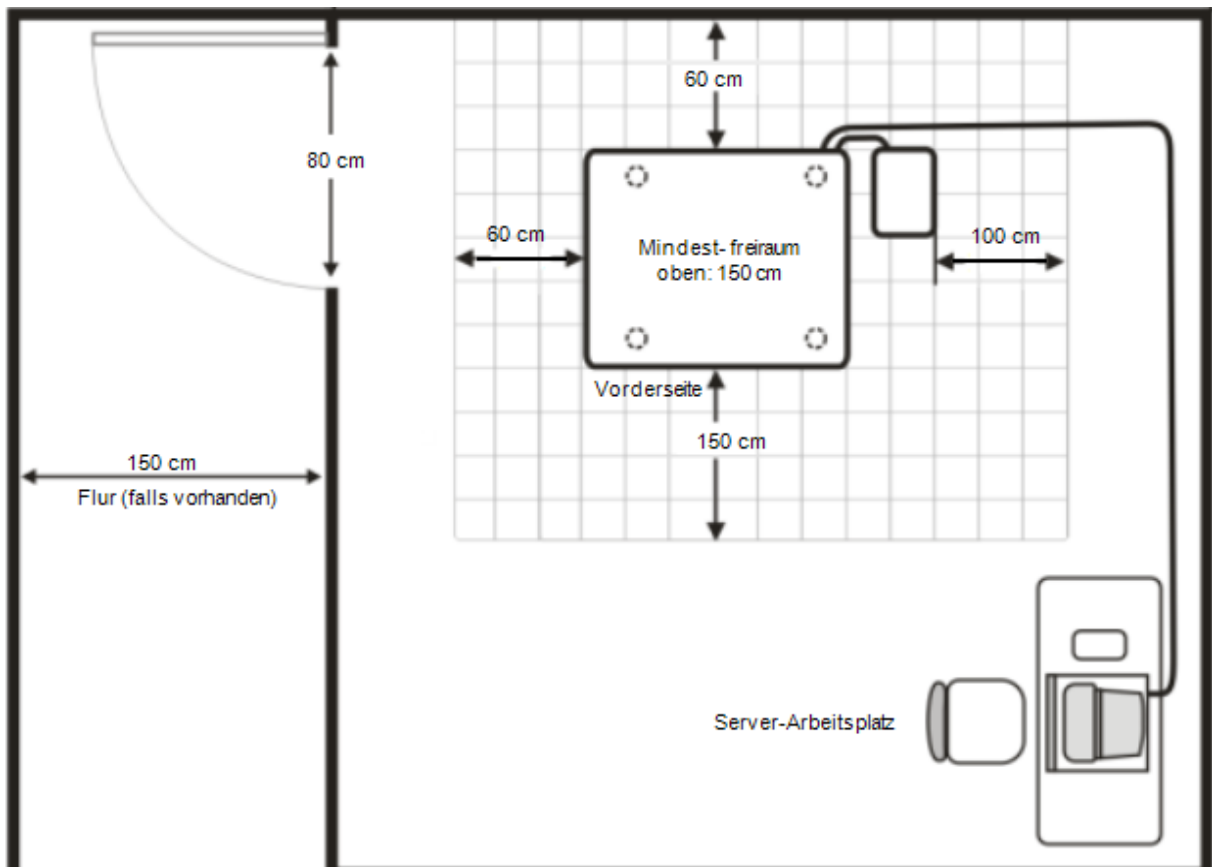 60 cm
80 cm
60 cm
100 cm
Mindest- freiraum
oben: 150 cm
Vorderseite
150 cm
150 cm
Flur (falls vorhanden)
Server-Arbeitsplatz